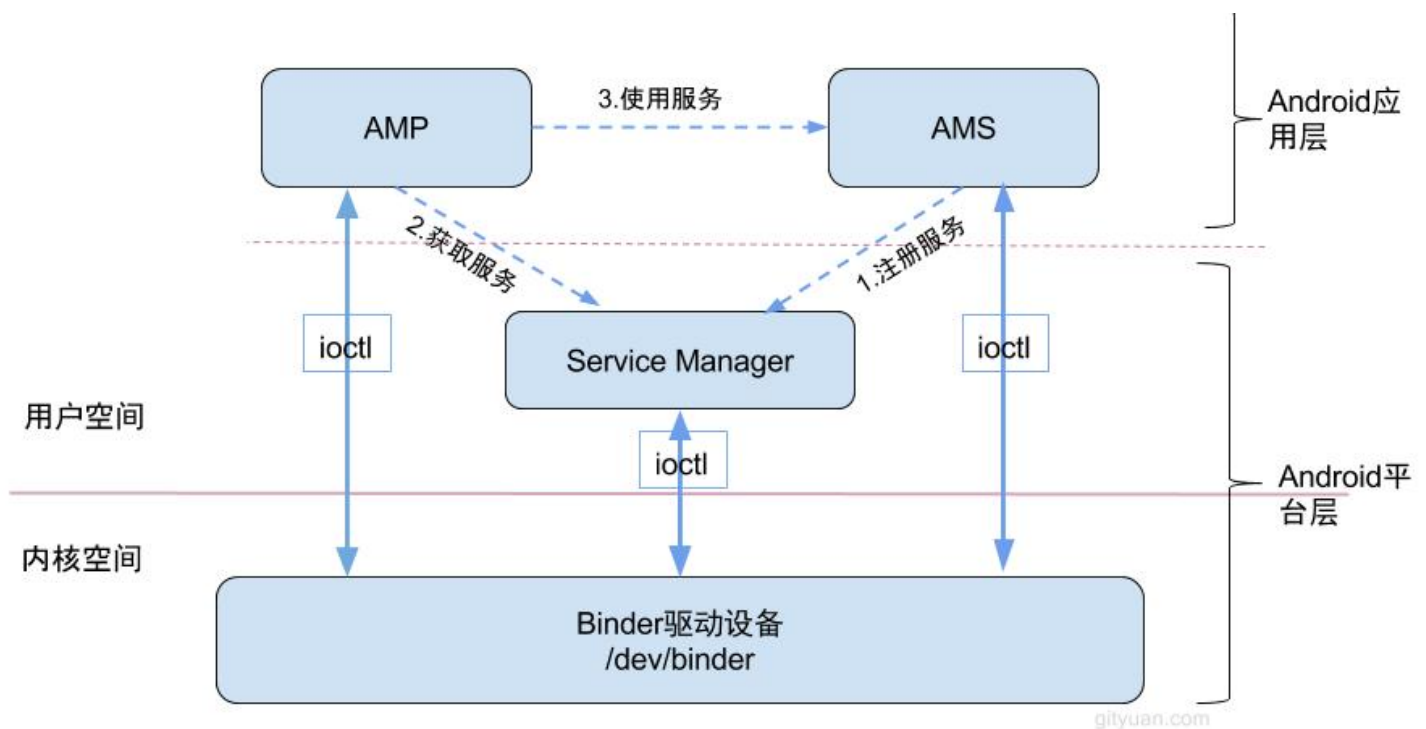 3.使用服务
AMP
AMS
Android应
用层
2.获取服务
1.注册服务
ioctl
Service Manager
ioctl
用户空间
ioctl
Android平
台层
内核空间
Binder驱动设备
/dev/binder
gityuan.com